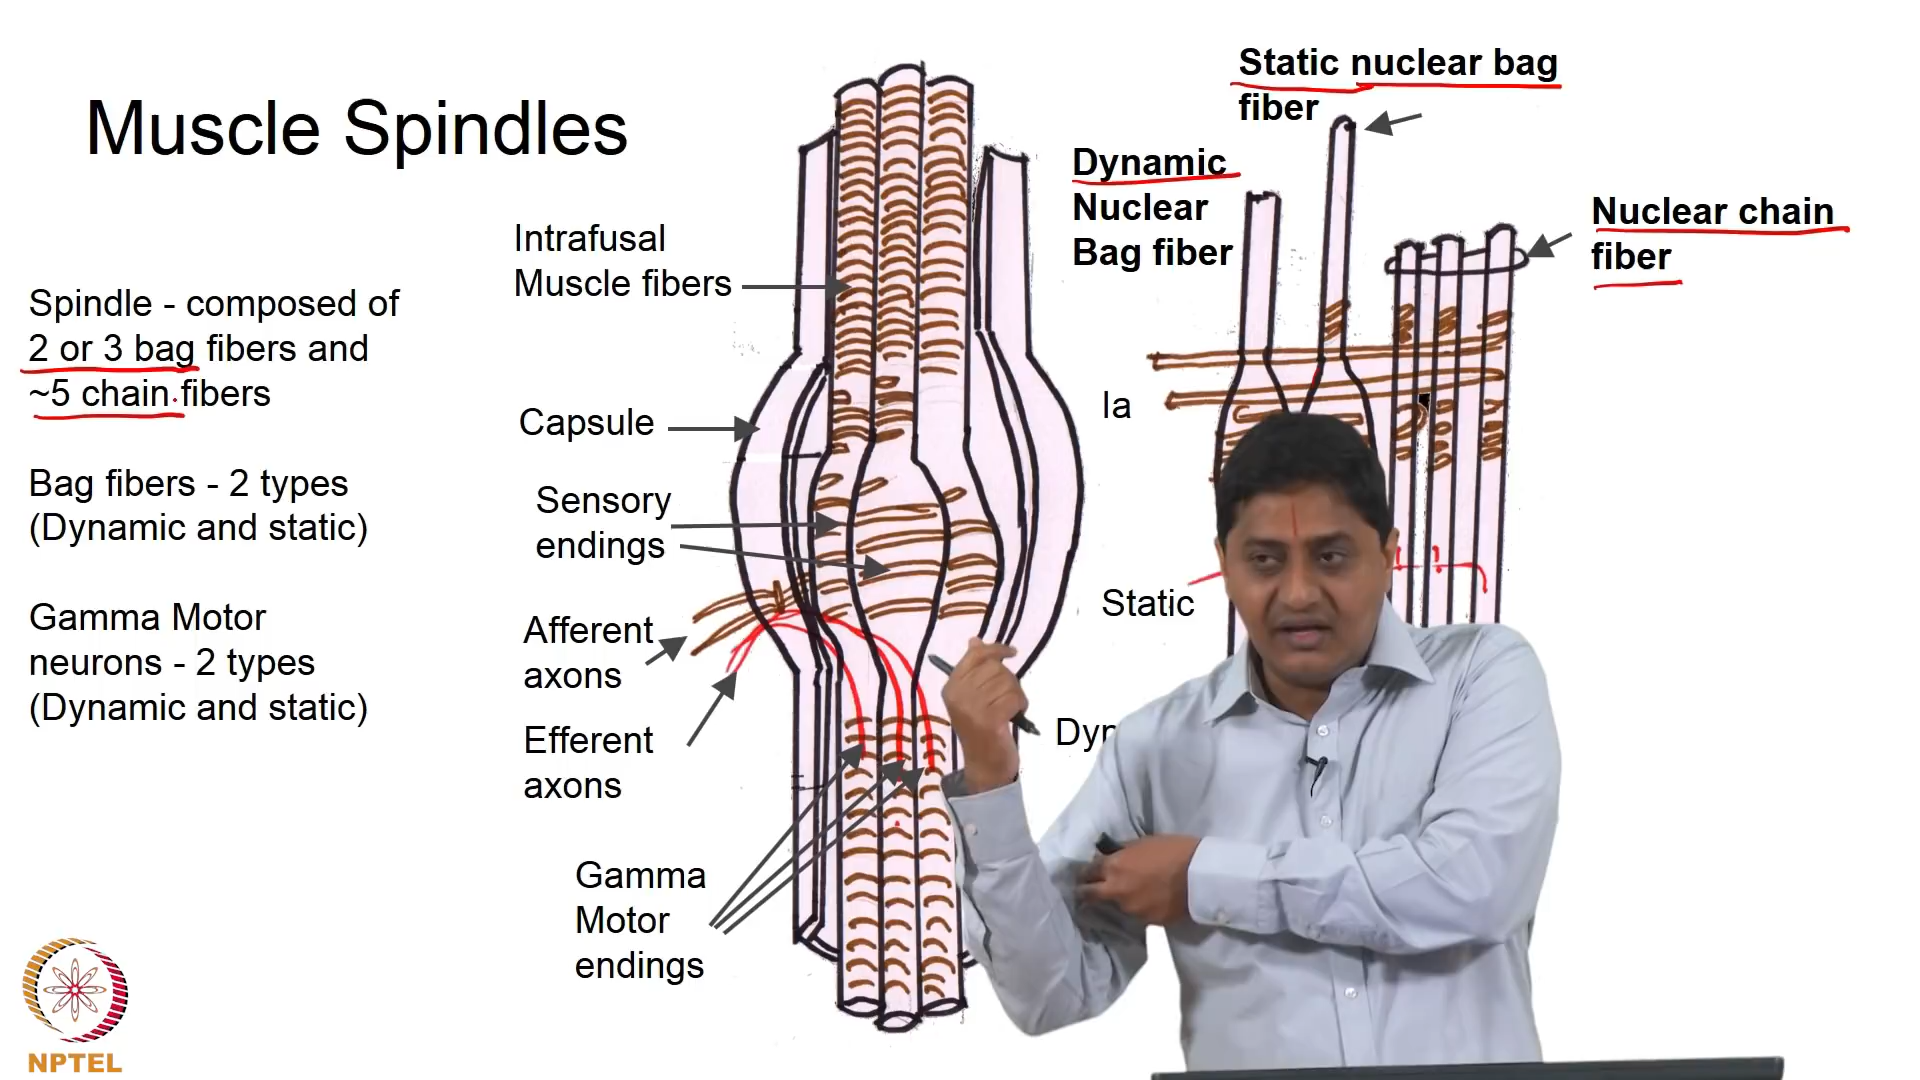 Muscle Spindles
Spindle - composed of
2 or 3 bag fibers and
~5 chain fibers
Bag fibers - 2 types
(Dynamic and static)
Gamma Motor
neurons - 2 types
(Dynamic and static)
Intrafusal
Muscle fibers
Capsule
Sensory
endings
Afferent
axons
Efferent
axons
Gamma
Motor
endings
Static nuclear bag
fiber
Dynamic
Nuclear
Bag fiber
Nuclear chain
fiber
Ia
Static
NPTEL